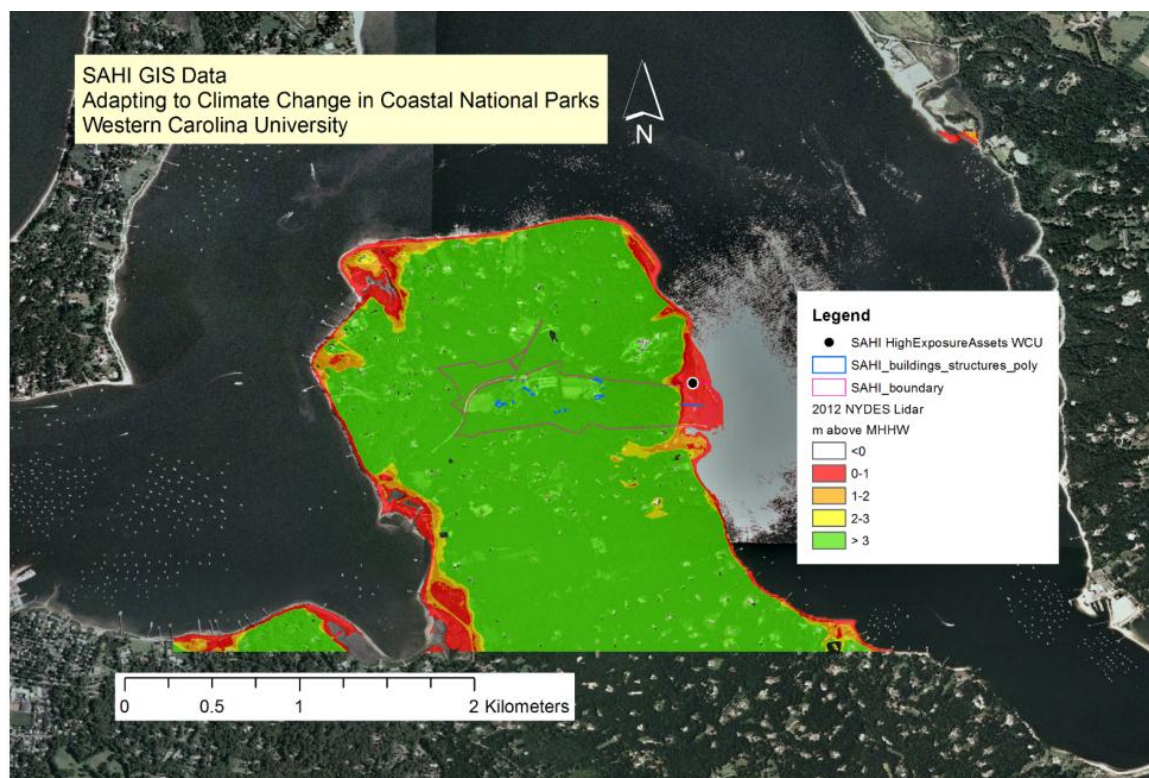 SAHI GIS Data
Adapting to Climate Change in Coastal National Parks
Western Carolina University
N
Legend
SAHI HighExposureAssets WCU
SAHI_buildings_structures_poly
SAHI_boundary
2012 NYDES Lidar
m above MHHW
<0
0-1
1-2
2-3
> 3
0 0.5 1 2 Kilometers